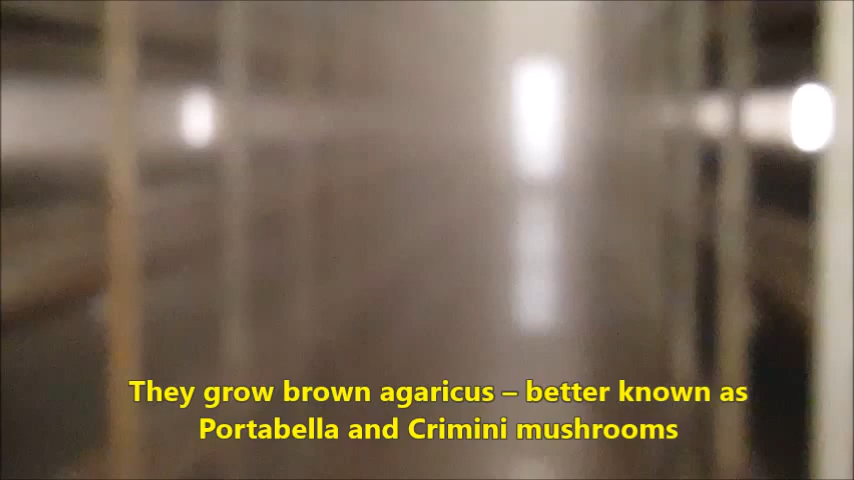 They grow brown agaricus – better known as
Portabella and Crimini mushrooms